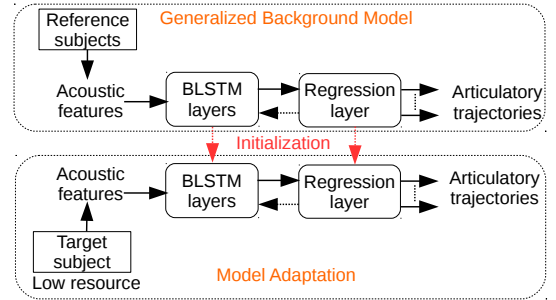 Generalized Background Model
Reference
subjects
Acoustic
features
BLSTM
layers
Regression
layer
Articulatory
trajectories
Initialization
Acoustic
features
BLSTM
layers
Regression
layer
Articulatory
trajectories
Target
subject
Low resource
Model Adaptation